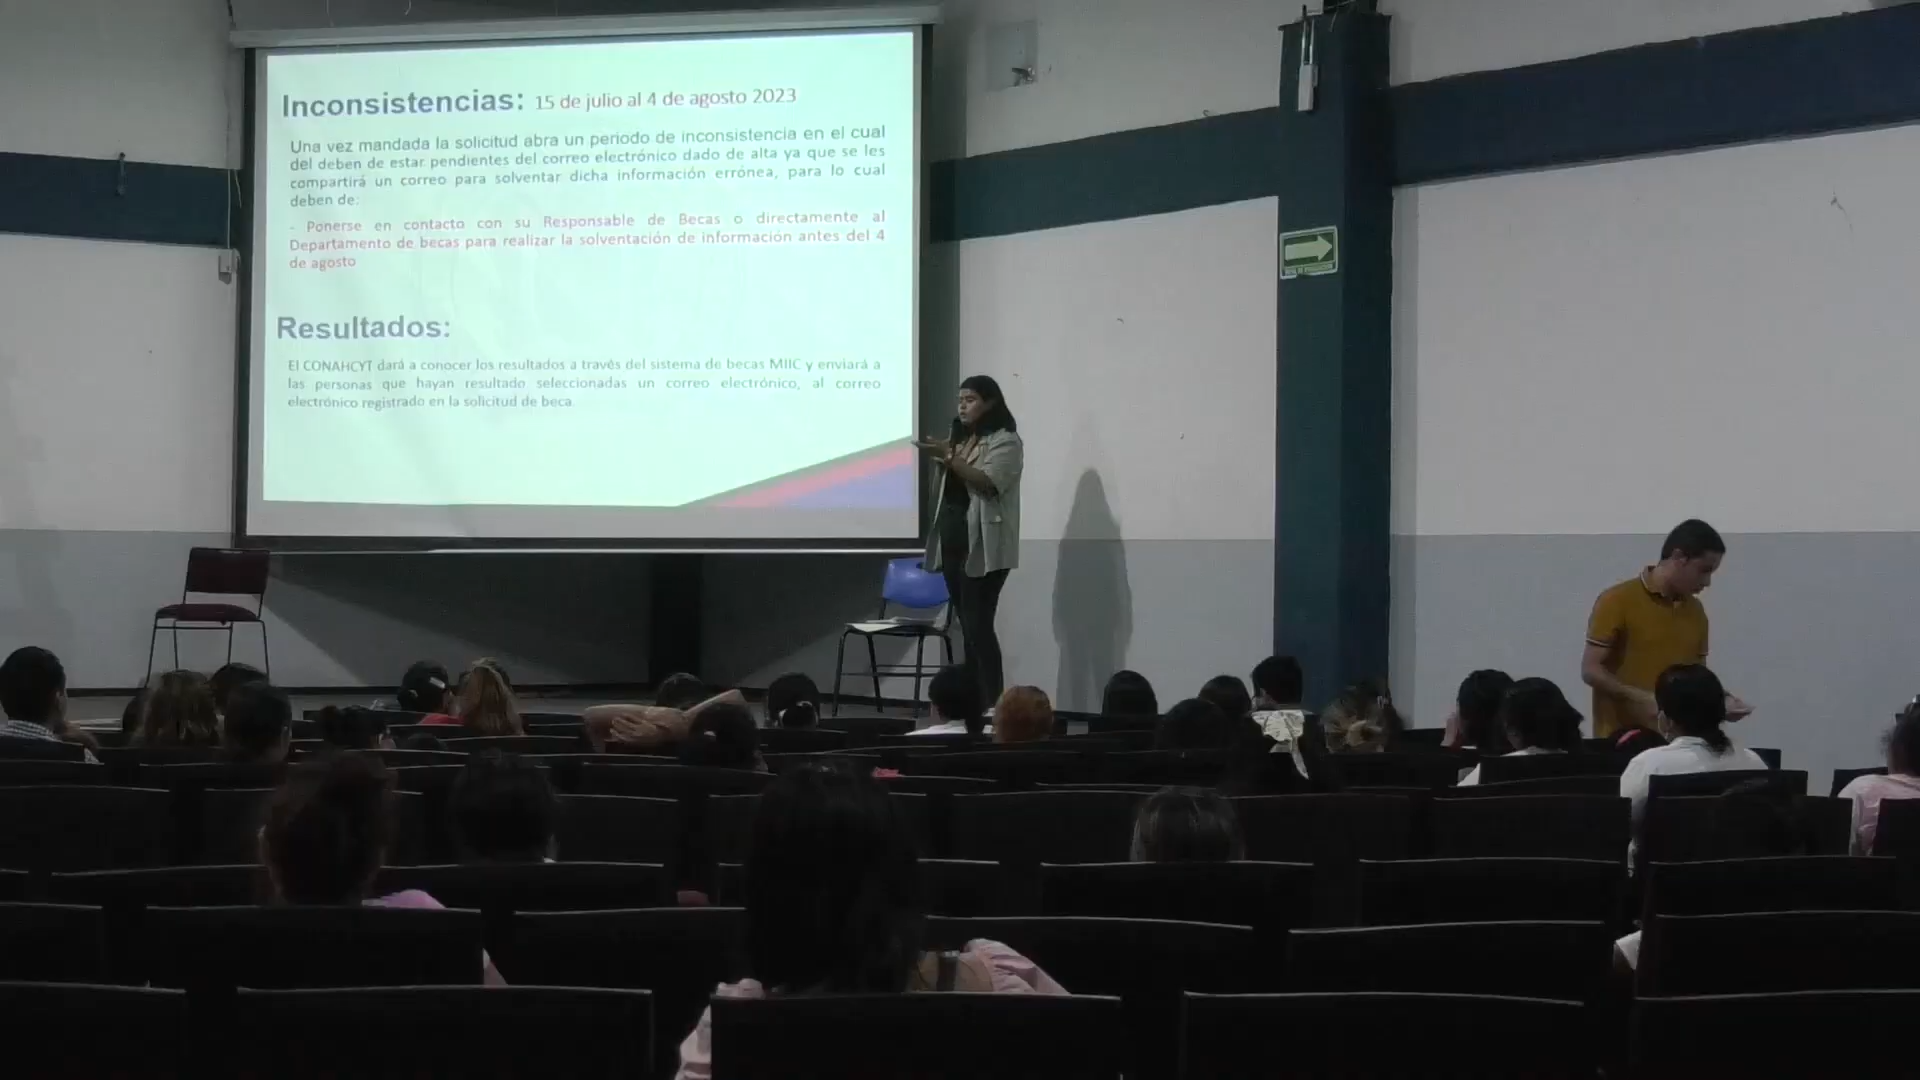 Inconsistencias: 15 de julio al 4 de agosto 2023
Una vez mandada la solicitud abra un periodo de inconsistencia en el cual
del deben de estar pendientes del correo electrónico dado de alta ya que se les
compartirá un correo para solventar dicha información errónea, para lo cual
deben de:
- Ponerse en contacto con su Responsable de Becas o directamente al
Departamento de becas para realizar la solventación de información antes del 4
de agosto
Resultados:
El CONAHCYT dará a conocer los resultados a través del sistema de becas MIIC y enviará a
las personas que hayan resultado seleccionadas un correo electrónico, al correo
electrónico registrado en la solicitud de beca.